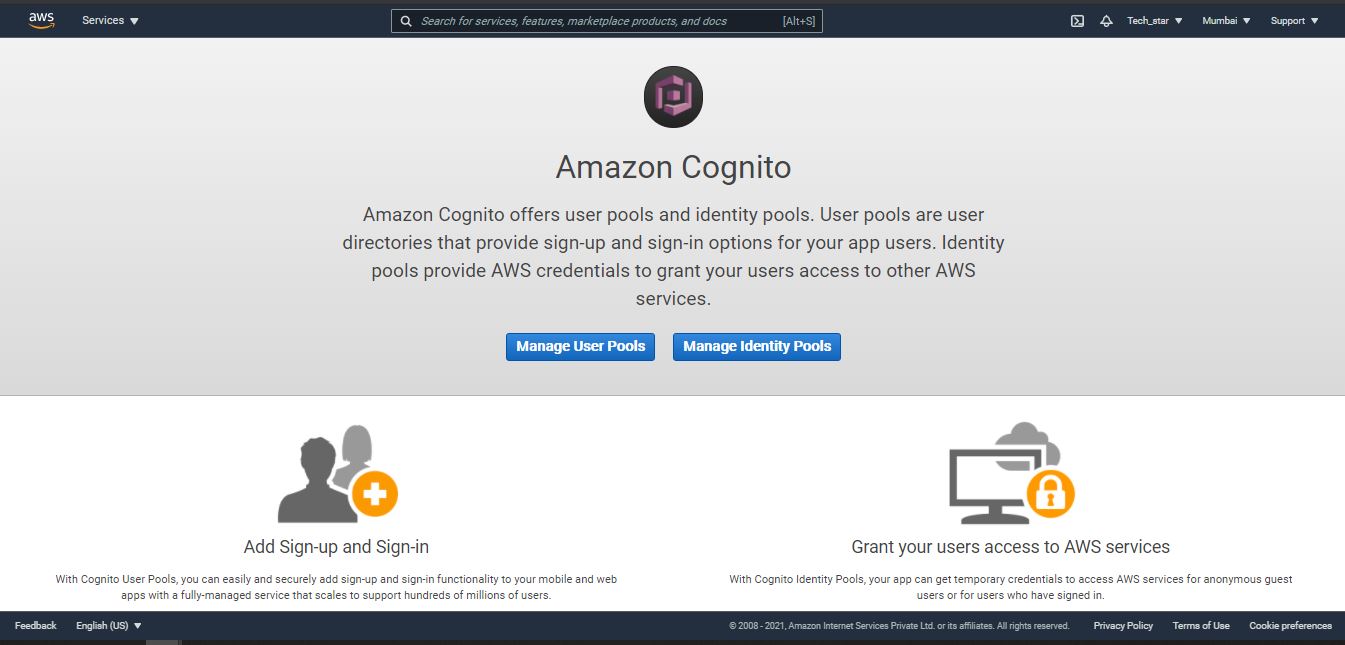 aws
Services
Search for services, features, marketplace products, and docs [Alt+S]
Tech_star
Mumbai
Support
Amazon Cognito
Amazon Cognito offers user pools and identity pools. User pools are user
directories that provide sign-up and sign-in options for your app users. Identity
pools provide AWS credentials to grant your users access to other AWS
services.
Manage User Pools
Manage Identity Pools
Add Sign-up and Sign-in
With Cognito User Pools, you can easily and securely add sign-up and sign-in functionality to your mobile and web
apps with a fully-managed service that scales to support hundreds of millions of users.
Grant your users access to AWS services
With Cognito Identity Pools, your app can get temporary credentials to access AWS services for anonymous guest
users or for users who have signed in.
Feedback
English (US)
© 2008 - 2021, Amazon Internet Services Private Ltd. or its affiliates. All rights reserved.
Privacy Policy
Terms of Use
Cookie preferences